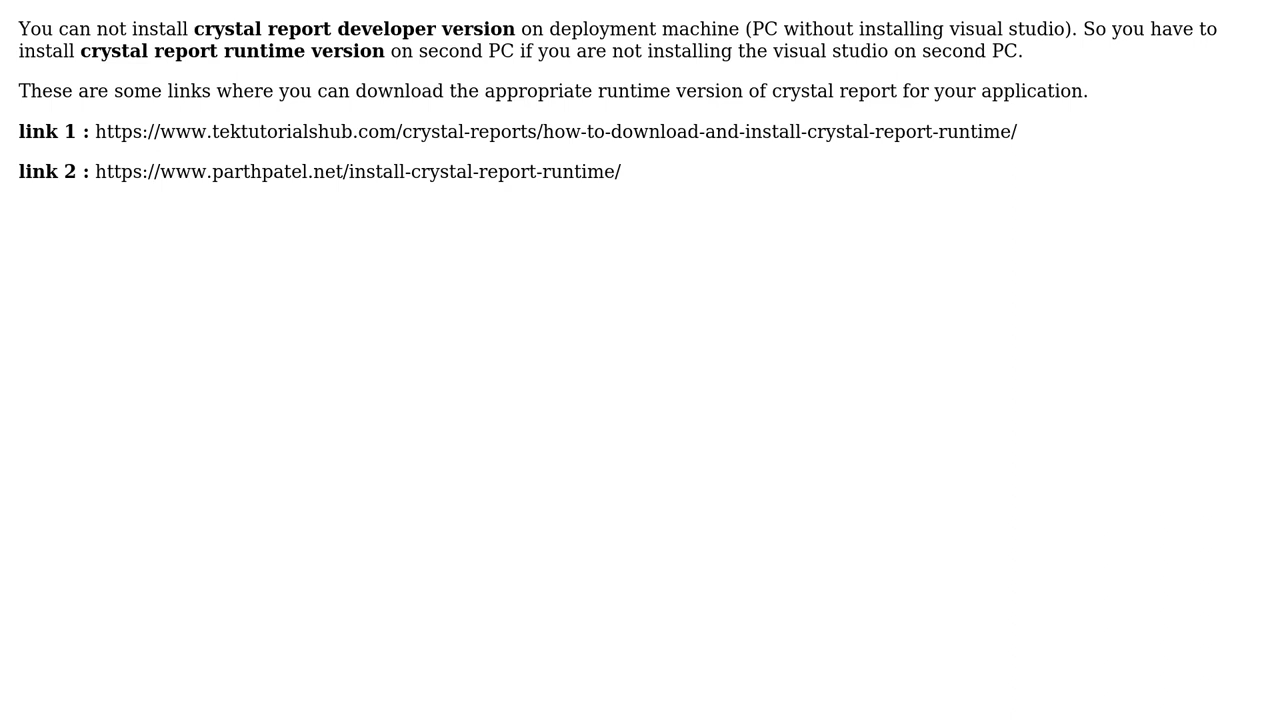 You can not install crystal report developer version on deployment machine (PC without installing visual studio). So you have to
install crystal report runtime version on second PC if you are not installing the visual studio on second PC.
These are some links where you can download the appropriate runtime version of crystal report for your application.
link 1 : https://www.tektutorialshub.com/crystal-reports/how-to-download-and-install-crystal-report-runtime/
link 2 : https://www.parthpatel.net/install-crystal-report-runtime/